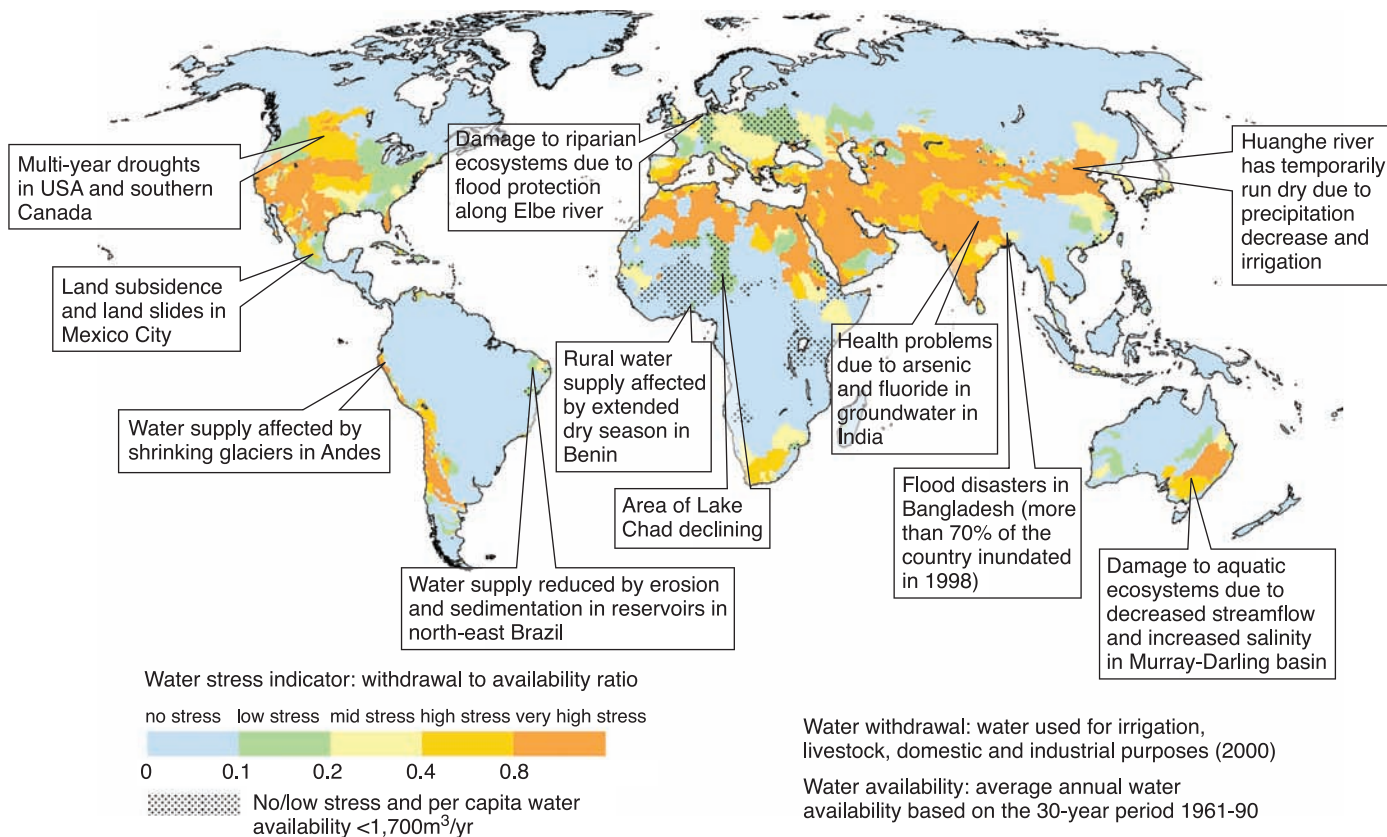 Multi-year droughts
in USA and southern
Canada
Land subsidence
and land slides in
Mexico City
Water supply affected by
shrinking glaciers in Andes
Damage to riparian
ecosystems due to
flood protection
along Elbe river
Rural water
supply affected
by extended
dry season in
Benin
Area of Lake
Chad declining
Water supply reduced by erosion
and sedimentation in reservoirs in
north-east Brazil
Health problems
due to arsenic
and fluoride in
groundwater in
India
Flood disasters in
Bangladesh (more
than 70% of the
country inundated
in 1998)
Huanghe river
has temporarily
run dry due to
precipitation
decrease and
irrigation
Damage to aquatic
ecosystems due to
decreased streamflow
and increased salinity
in Murray-Darling basin
Water stress indicator: withdrawal to availability ratio
no stress low stress mid stress high stress very high stress
0 0.1 0.2 0.4 0.8
No/low stress and per capita water
availability <1,700m³/yr
Water withdrawal: water used for irrigation,
livestock, domestic and industrial purposes (2000)
Water availability: average annual water
availability based on the 30-year period 1961-90